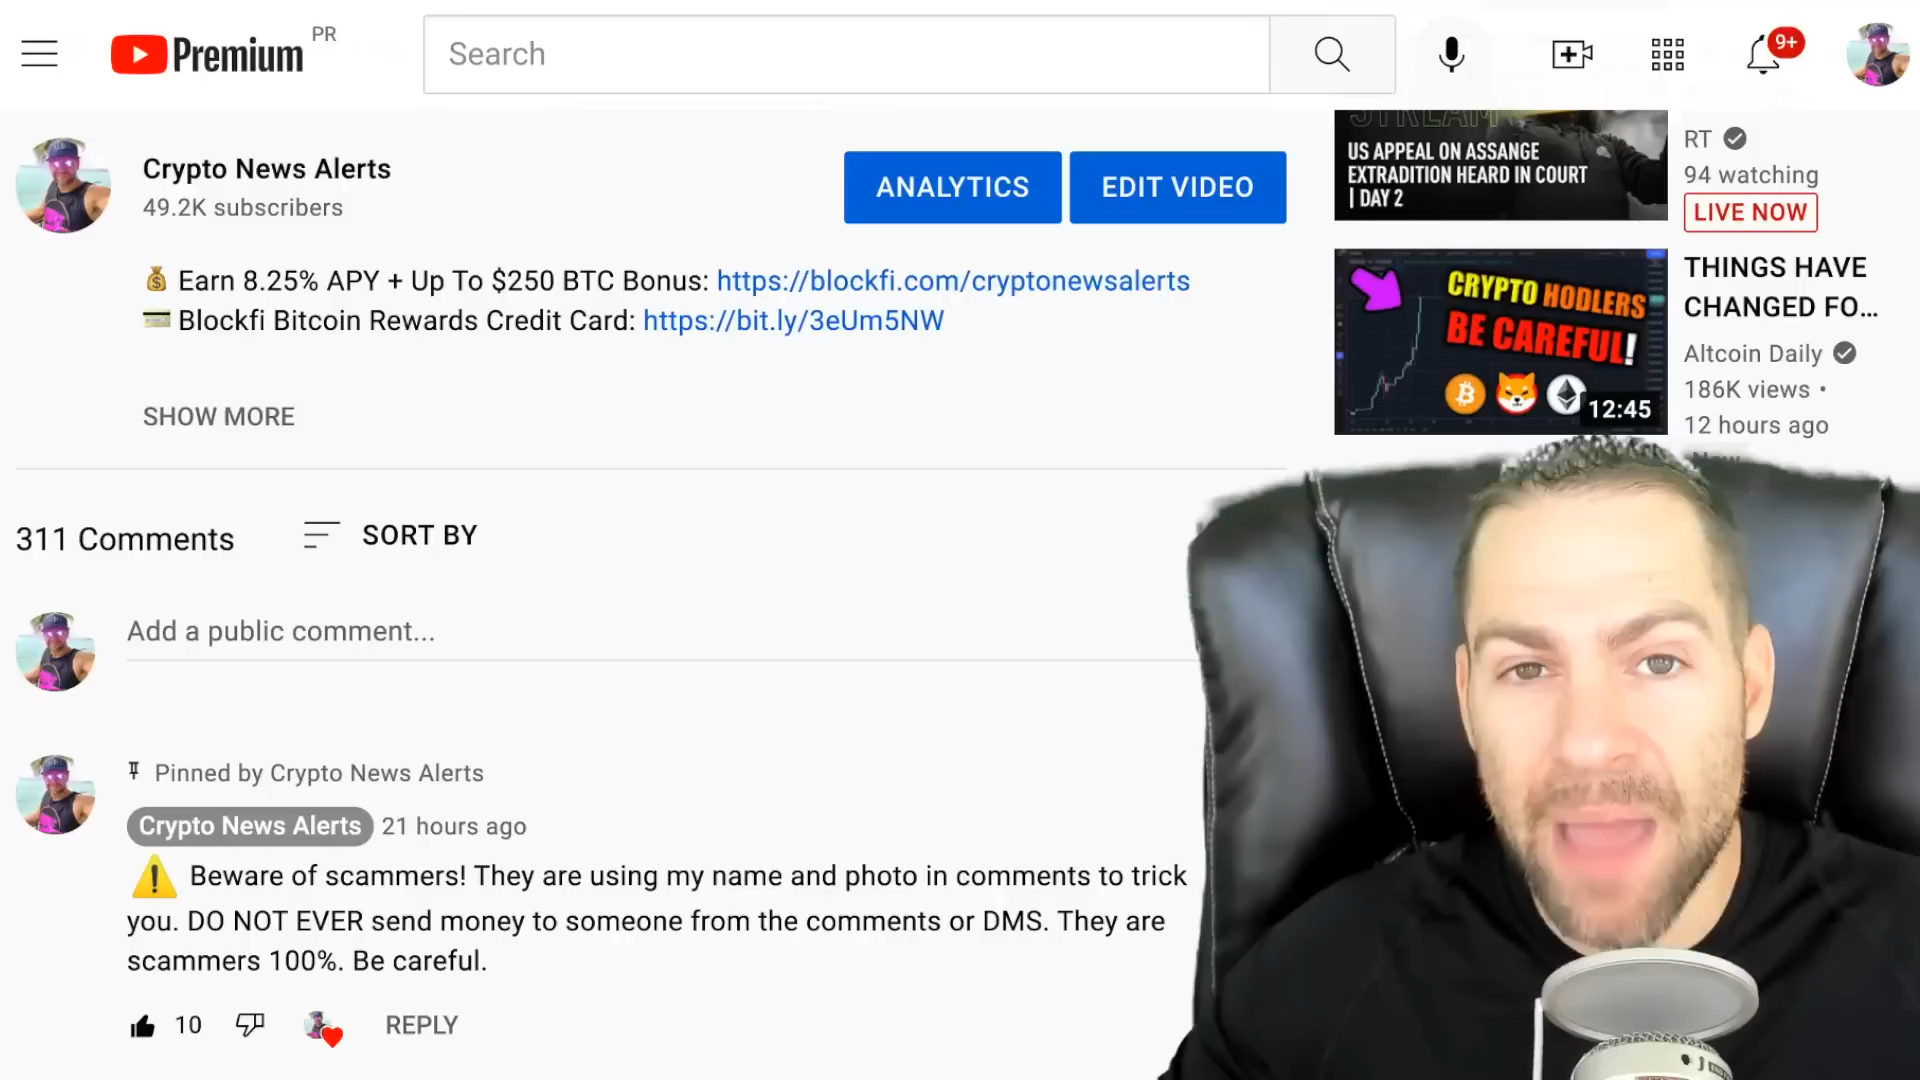 Premium PR
Search
9+
Crypto News Alerts
49.2K subscribers
ANALYTICS
EDIT VIDEO
💰 Earn 8.25% APY + Up To $250 BTC Bonus: https://blockfi.com/cryptonewsalerts
💳 Blockfi Bitcoin Rewards Credit Card: https://bit.ly/3eUm5NW
SHOW MORE
311 Comments
SORT BY
Add a public comment...
Pinned by Crypto News Alerts
Crypto News Alerts 21 hours ago
⚠️ Beware of scammers! They are using my name and photo in comments to trick
you. DO NOT EVER send money to someone from the comments or DMS. They are
scammers 100%. Be careful.
10
REPLY
STREAM
US APPEAL ON ASSANGE
EXTRADITION HEARD IN COURT
| DAY 2
RT
94 watching
LIVE NOW
CRYPTO HODLERS
BE CAREFUL!
12:45
THINGS HAVE
CHANGED FO...
Altcoin Daily
186K views •
12 hours ago
New